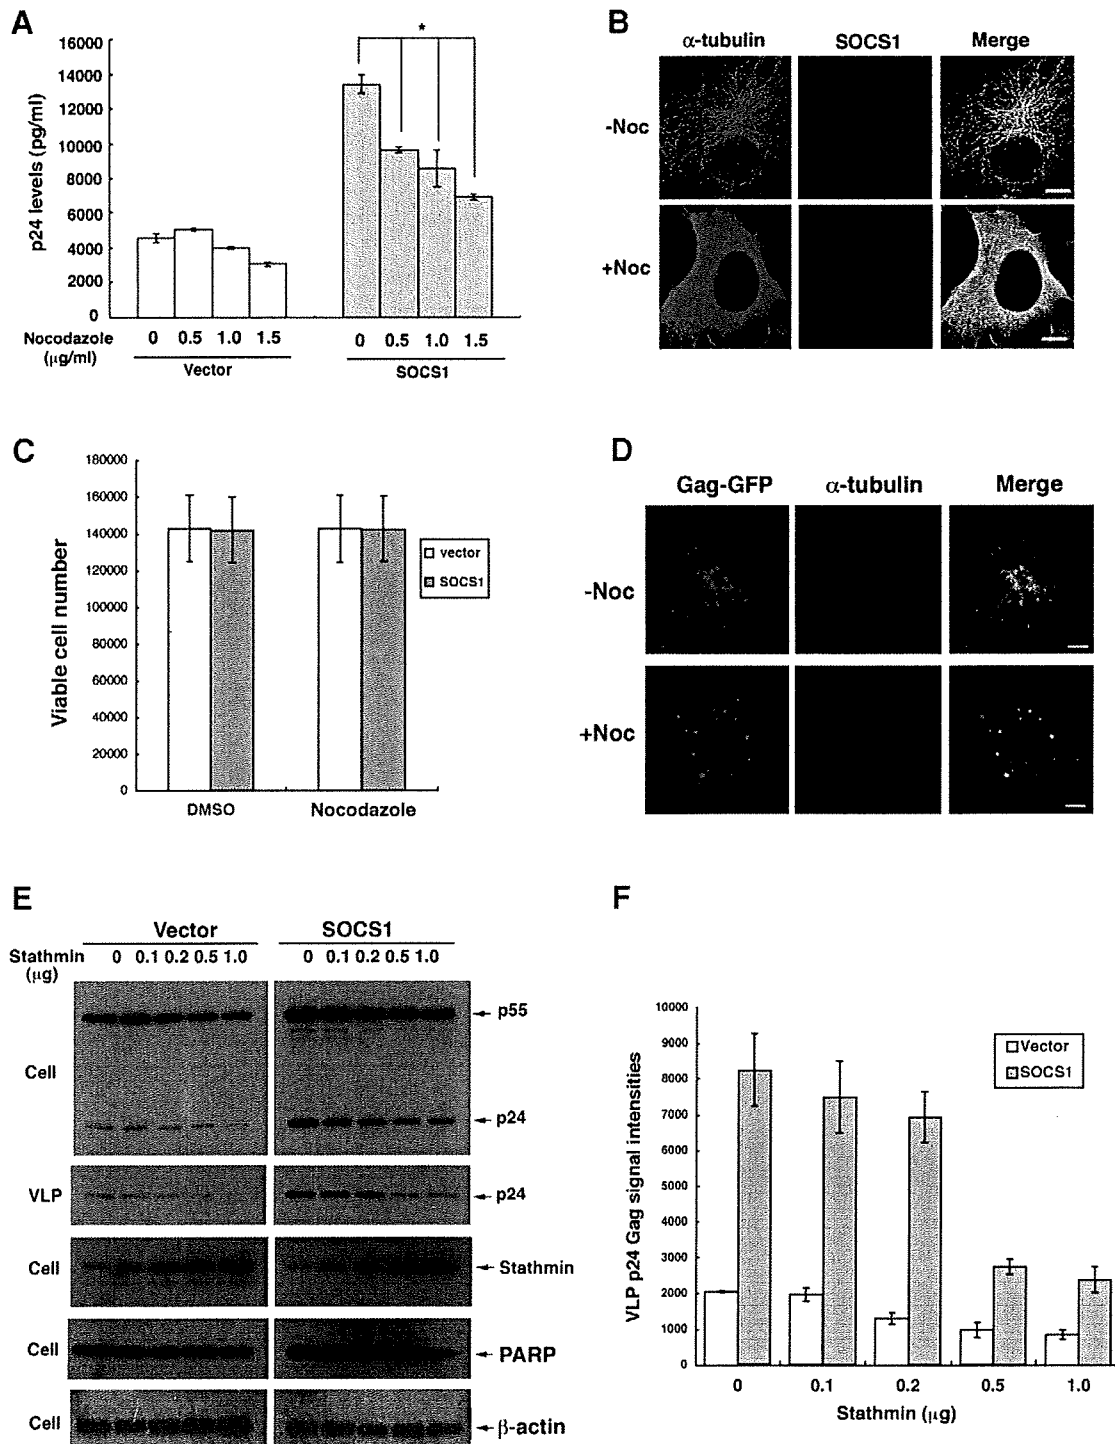 A
*
p24 levels (pg/ml)
16000
14000
12000
10000
8000
6000
4000
2000
0
Nocodazole
(μg/ml)
0 0.5 1.0 1.5
0 0.5 1.0 1.5
Vector
SOCS1
B
α-tubulin SOCS1 Merge
-Noc
+Noc
C
Viable cell number
180000
160000
140000
120000
100000
80000
60000
40000
20000
0
vector
SOCS1
DMSO Nocodazole
D
Gag-GFP α-tubulin Merge
-Noc
+Noc
E
Vector SOCS1
Stathmin
(μg)
0 0.1 0.2 0.5 1.0
0 0.1 0.2 0.5 1.0
Cell
p55
p24
VLP
p24
Cell
Stathmin
Cell
PARP
Cell
β-actin
F
VLP p24 Gag signal intensities
10000
9000
8000
7000
6000
5000
4000
3000
2000
1000
0
Vector
SOCS1
0 0.1 0.2 0.5 1.0
Stathmin (μg)